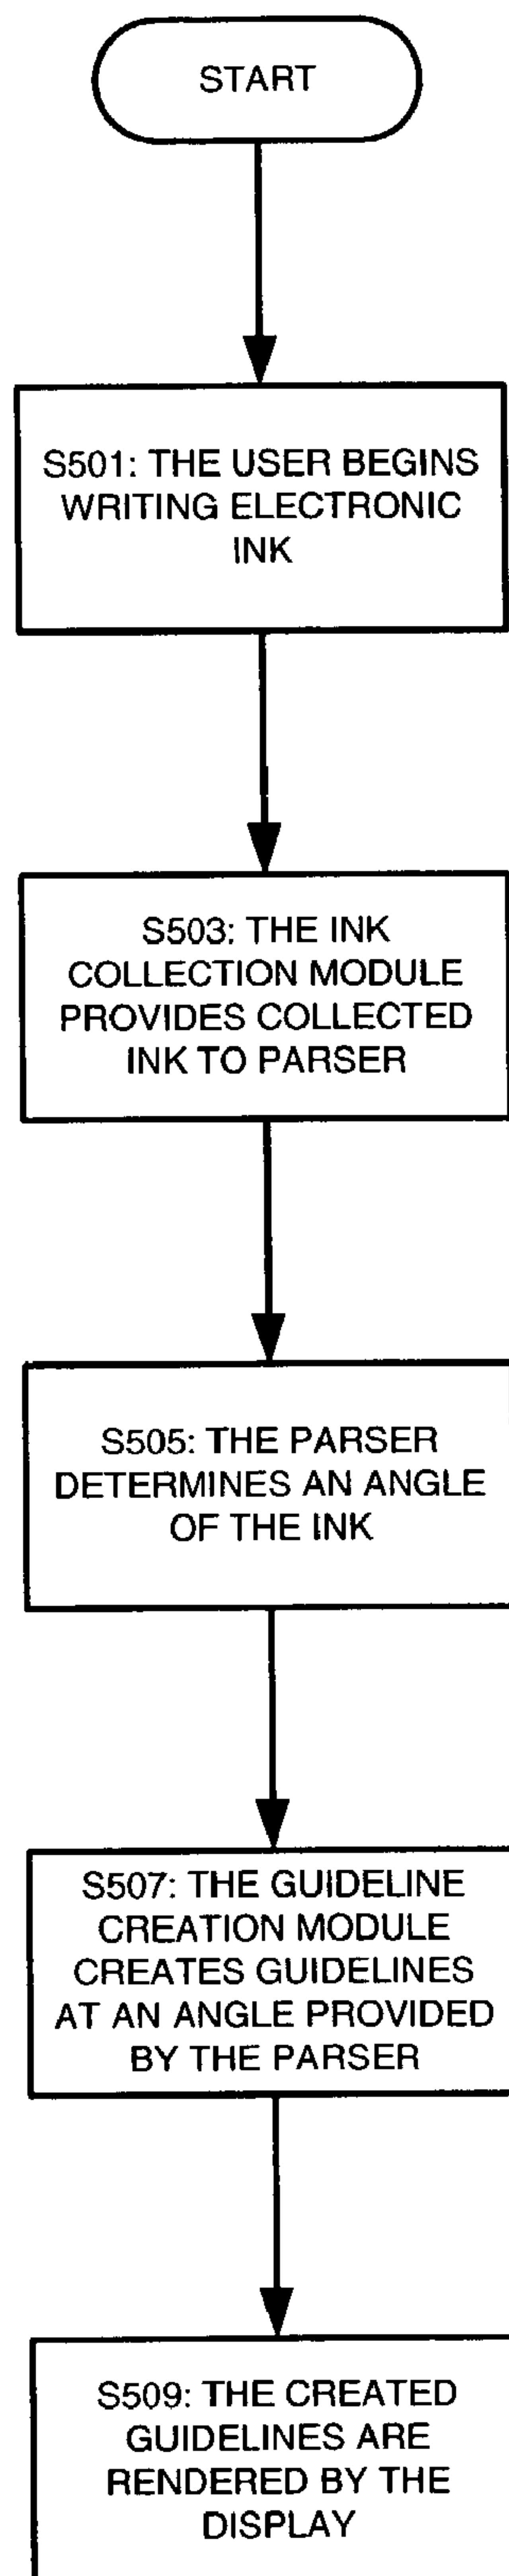 START
S501: THE USER BEGINS
WRITING ELECTRONIC
INK
S503: THE INK
COLLECTION MODULE
PROVIDES COLLECTED
INK TO PARSER
S505: THE PARSER
DETERMINES AN ANGLE
OF THE INK
S507: THE GUIDELINE
CREATION MODULE
CREATES GUIDELINES
AT AN ANGLE PROVIDED
BY THE PARSER
S509: THE CREATED
GUIDELINES ARE
RENDERED BY THE
DISPLAY